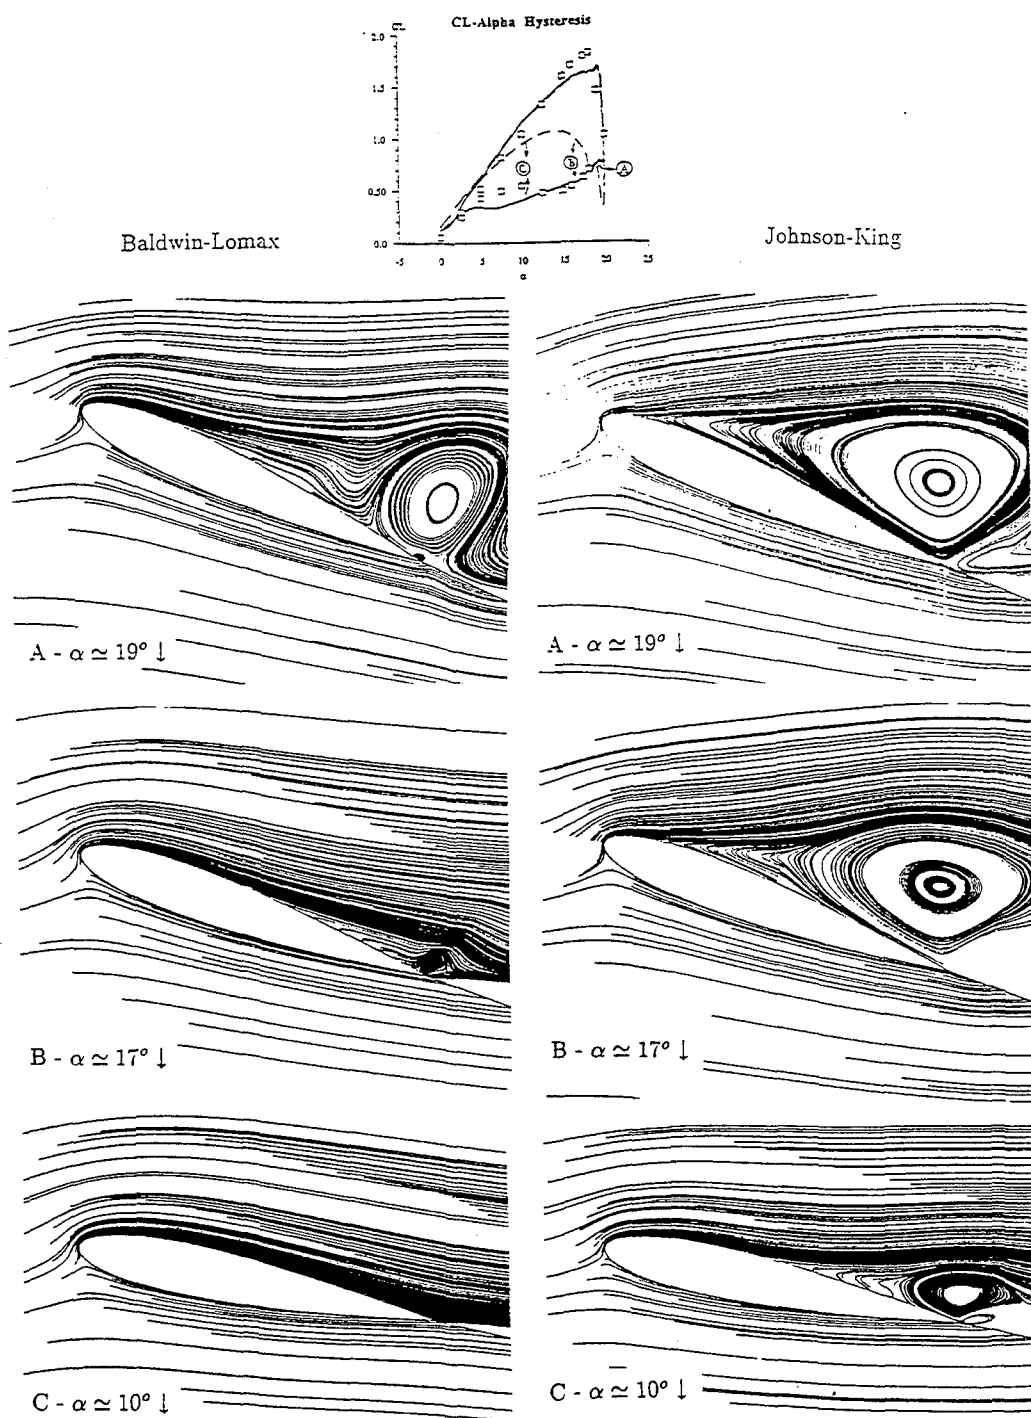 CL-Alpha Hysteresis
CL
2.0
1.5
1.0
0.50
0.0
-5 0 5 10 15 20 25
α
C B A
Baldwin-Lomax
Johnson-King
A - α ≃ 19° ↓
A - α ≃ 19° ↓
B - α ≃ 17° ↓
B - α ≃ 17° ↓
C - α ≃ 10° ↓
C - α ≃ 10° ↓